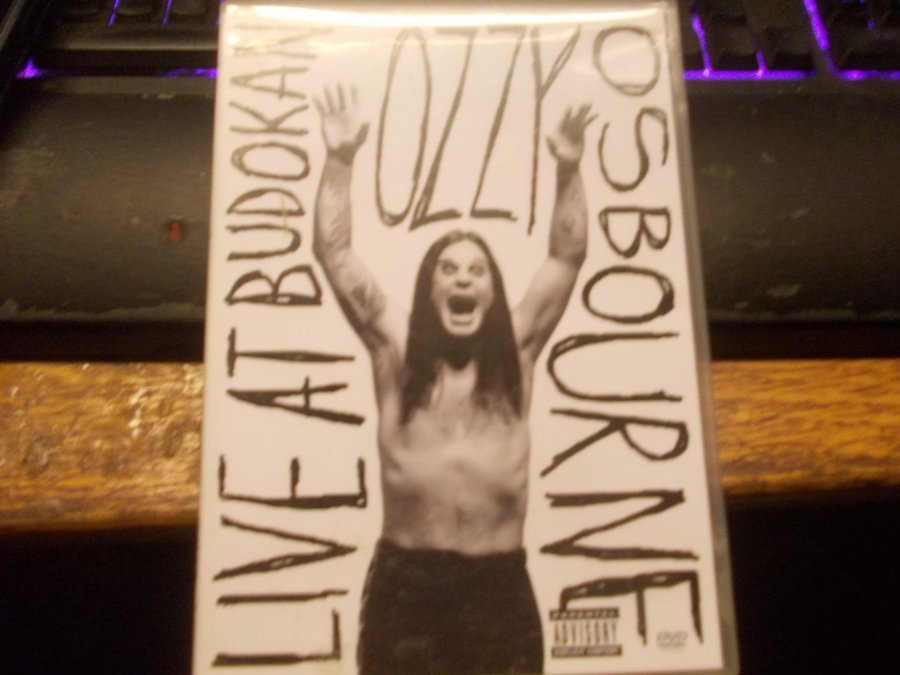 OZZY
OSBOURNE
LIVE AT BUDOKAN
PARENTAL
ADVISORY
EXPLICIT CONTENT
DVD